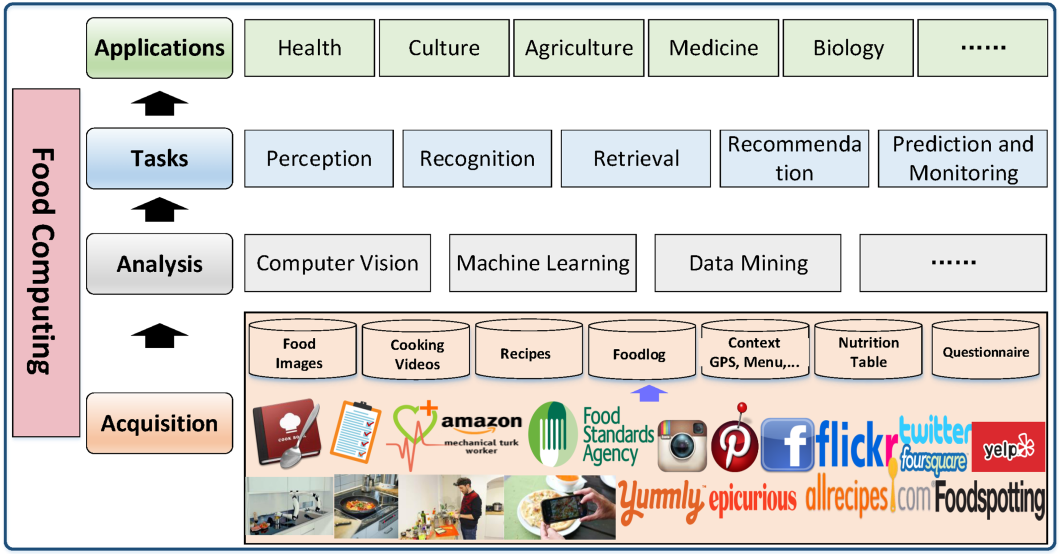 Food Computing
Applications
Health
Culture
Agriculture
Medicine
Biology
......
Tasks
Perception
Recognition
Retrieval
Recommenda
tion
Prediction and
Monitoring
Analysis
Computer Vision
Machine Learning
Data Mining
......
Acquisition
Food
Images
Cooking
Videos
Recipes
Foodlog
Context
GPS, Menu,...
Nutrition
Table
Questionnaire
COOK BOOK
amazon
mechanical turk
worker
Food
Standards
Agency
flickr
twitter
foursquare
yelp
Yummly
epicurious
allrecipes.com
Foodspotting